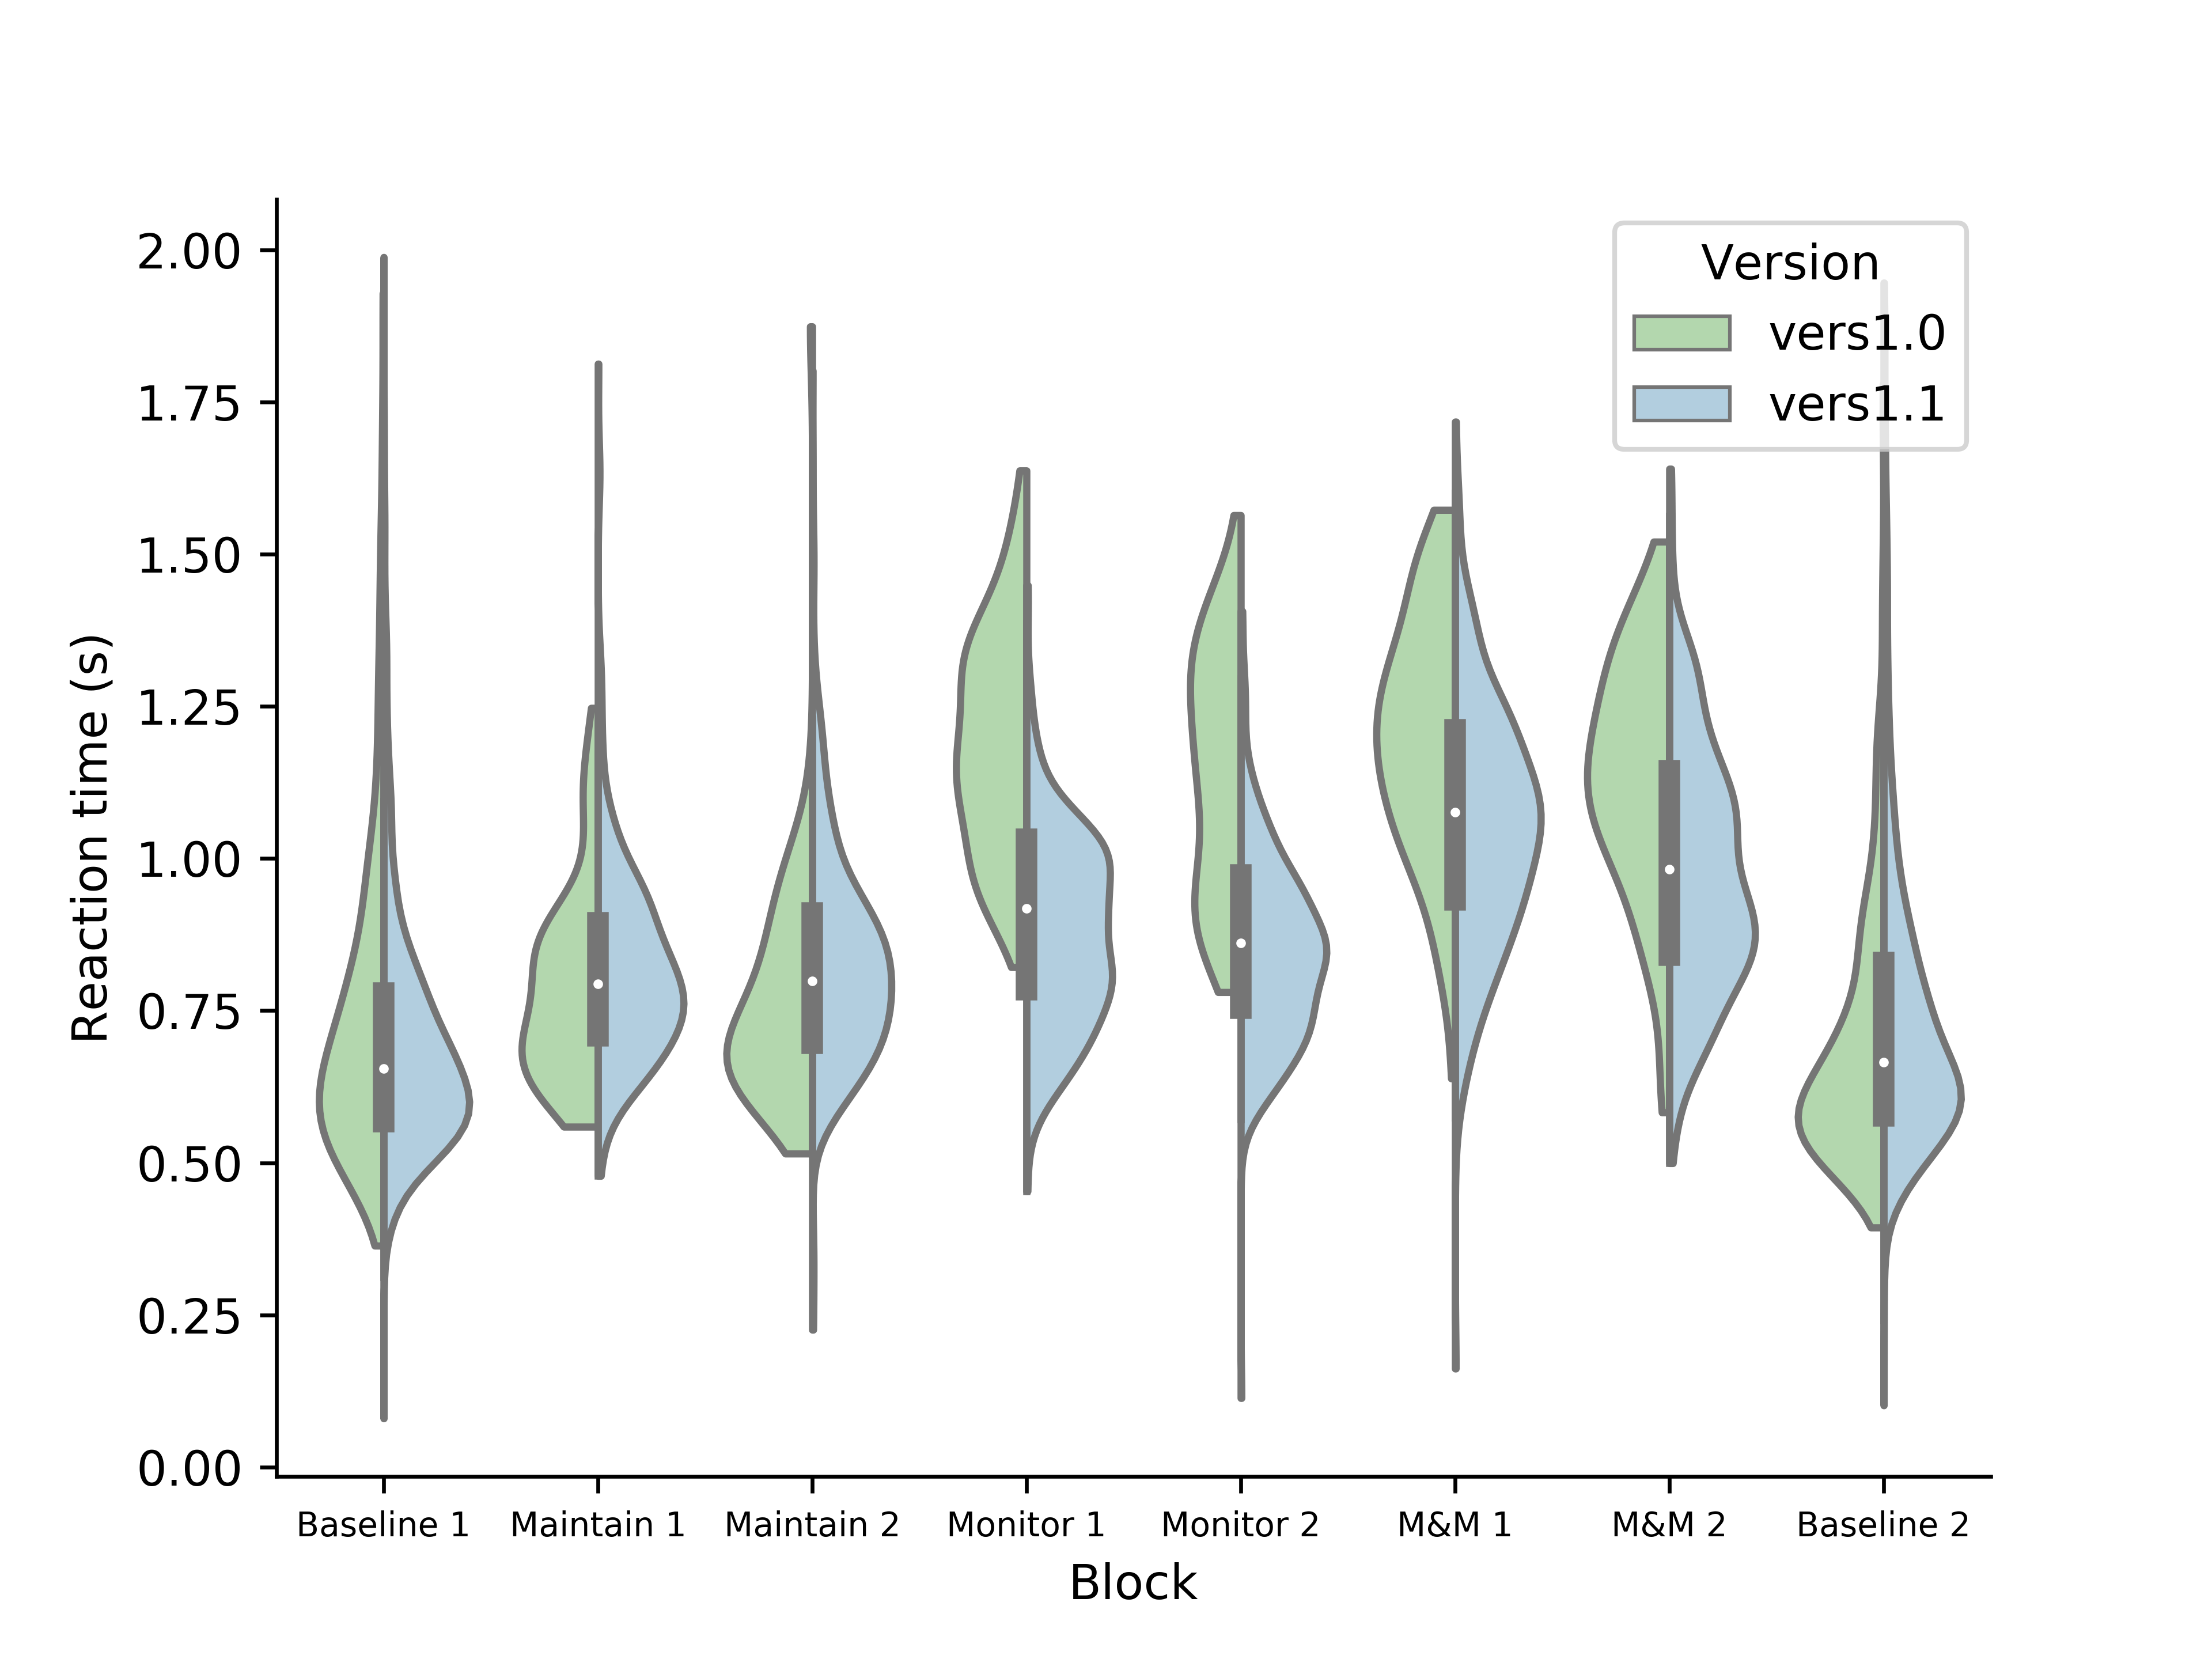 Version
vers1.0
vers1.1
2.00
1.75
1.50
1.25
1.00
0.75
0.50
0.25
0.00
Reaction time (s)
Baseline 1 Maintain 1 Maintain 2 Monitor 1 Monitor 2 M&M 1 M&M 2 Baseline 2
Block